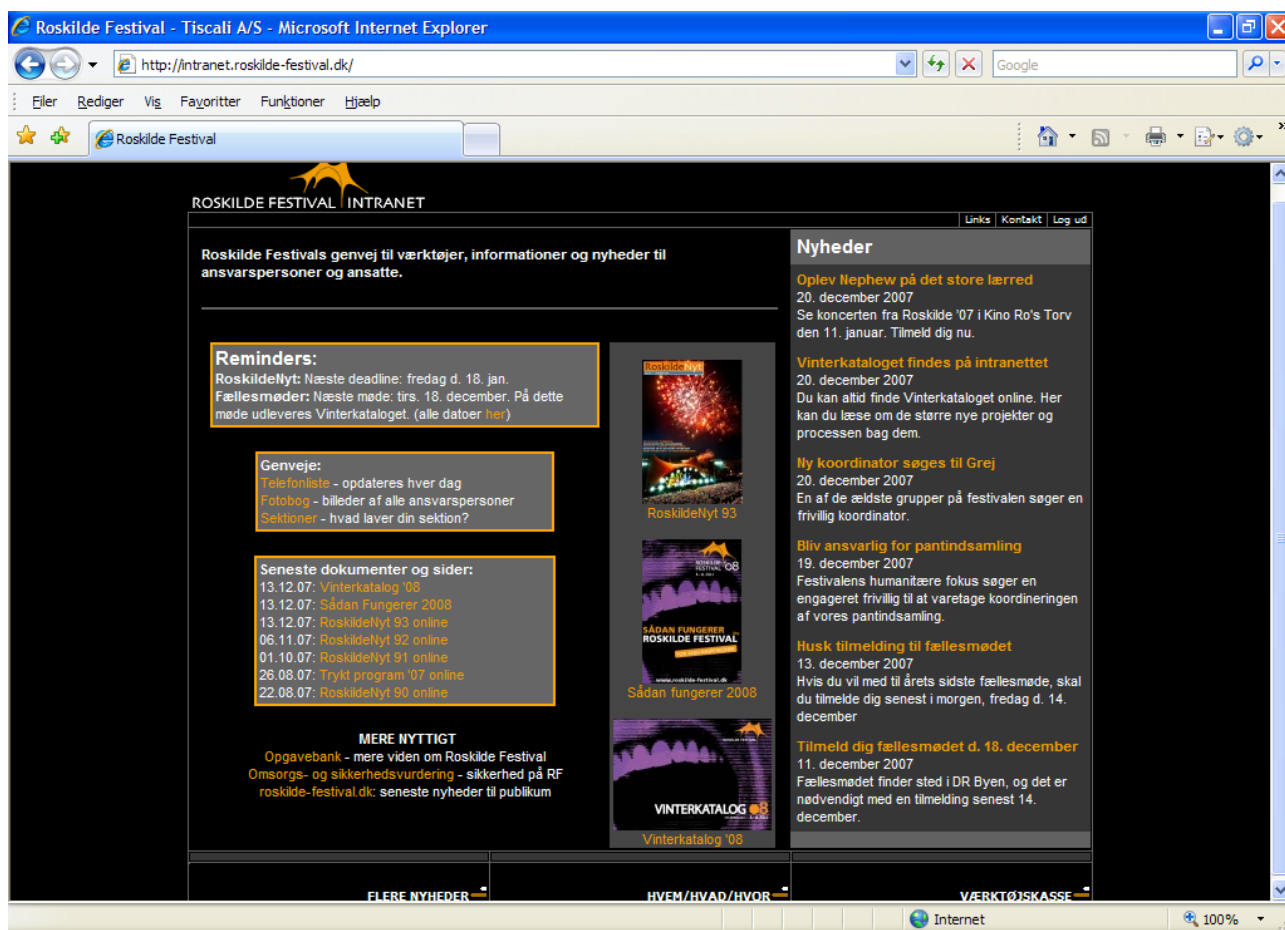 Roskilde Festival - Tiscali A/S - Microsoft Internet Explorer
http://intranet.roskilde-festival.dk/
Google
Filer Rediger Vis Favoritter Funktioner Hjælp
Roskilde Festival
ROSKILDE FESTIVAL INTRANET
Links Kontakt Log ud
Roskilde Festivals genvej til værktøjer, informationer og nyheder til
ansvarspersoner og ansatte.
Reminders:
RoskildeNyt: Næste deadline: fredag d. 18. jan.
Fællesmøder: Næste møde: tirs. 18. december. På dette
møde udleveres Vinterkataloget. (alle datoer her)
Genveje:
Telefonliste - opdateres hver dag
Fotobog - billeder af alle ansvarspersoner
Sektioner - hvad laver din sektion?
Seneste dokumenter og sider:
13.12.07: Vinterkatalog '08
13.12.07: Sådan Fungerer 2008
13.12.07: RoskildeNyt 93 online
06.11.07: RoskildeNyt 92 online
01.10.07: RoskildeNyt 91 online
26.08.07: Trykt program '07 online
22.08.07: RoskildeNyt 90 online
MERE NYTTIGT
Opgavebank - mere viden om Roskilde Festival
Omsorgs- og sikkerhedsvurdering - sikkerhed på RF
roskilde-festival.dk: seneste nyheder til publikum
RoskildeNyt
RoskildeNyt 93
ROSKILDE
FESTIVAL '08
SÅDAN FUNGERER
ROSKILDE FESTIVAL
www.roskilde-festival.dk
Sådan fungerer 2008
VINTERKATALOG 08
Vinterkatalog '08
Nyheder
Oplev Nephew på det store lærred
20. december 2007
Se koncerten fra Roskilde '07 i Kino Ro's Torv
den 11. januar. Tilmeld dig nu.
Vinterkataloget findes på intranettet
20. december 2007
Du kan altid finde Vinterkataloget online. Her
kan du læse om de større nye projekter og
processen bag dem.
Ny koordinator søges til Grej
20. december 2007
En af de ældste grupper på festivalen søger en
frivillig koordinator.
Bliv ansvarlig for pantindsamling
19. december 2007
Festivalens humanitære fokus søger en
engageret frivillig til at varetage koordineringen
af vores pantindsamling.
Husk tilmelding til fællesmødet
13. december 2007
Hvis du vil med til årets sidste fællesmøde, skal
du tilmelde dig senest i morgen, fredag d. 14.
december
Tilmeld dig fællesmødet d. 18. december
11. december 2007
Fællesmødet finder sted i DR Byen, og det er
nødvendigt med en tilmelding senest 14.
december.
FLERE NYHEDER
HVEM/HVAD/HVOR
VÆRKTØJSKASSE
Internet
100%